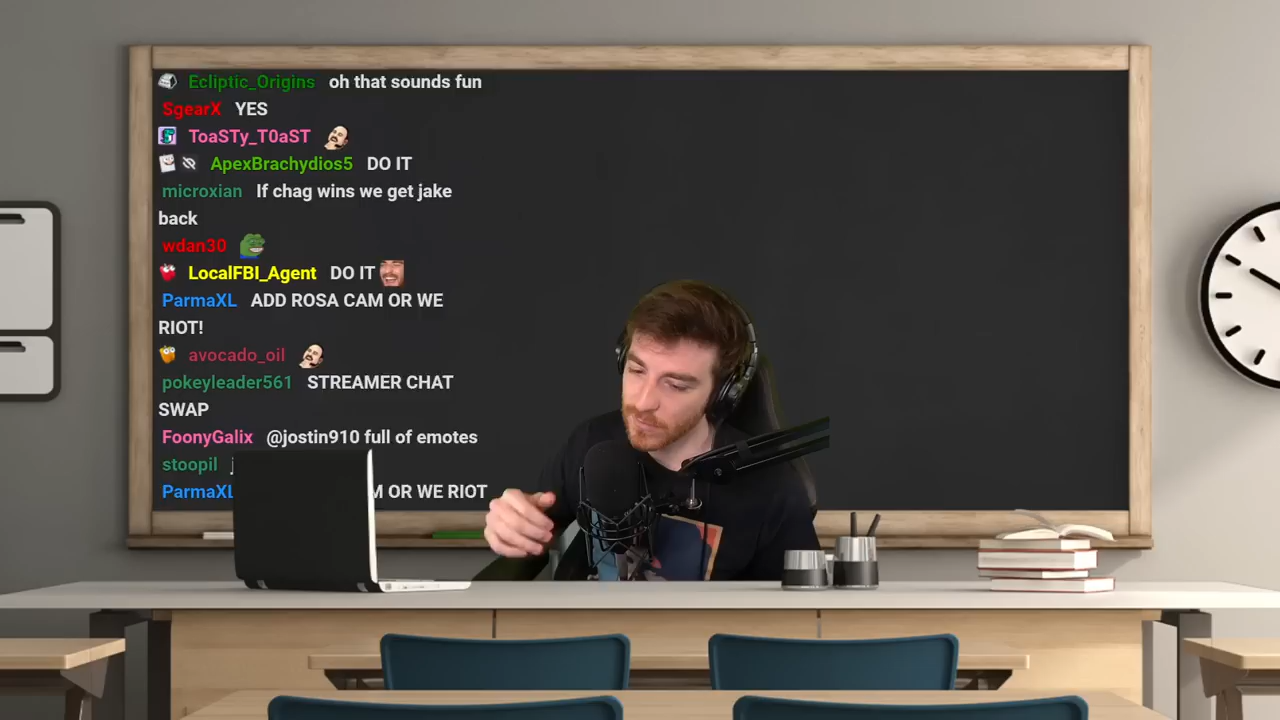 Ecliptic_Origins oh that sounds fun
SgearX YES
ToaSTy_T0aST
ApexBrachydios5 DO IT
microxian If chag wins we get jake
back
wdan30
LocalFBI_Agent DO IT
ParmaXL ADD ROSA CAM OR WE
RIOT!
avocado_oil
pokeyleader561 STREAMER CHAT
SWAP
FoonyGalix @jostin910 full of emotes
stoopil
ParmaXL M OR WE RIOT